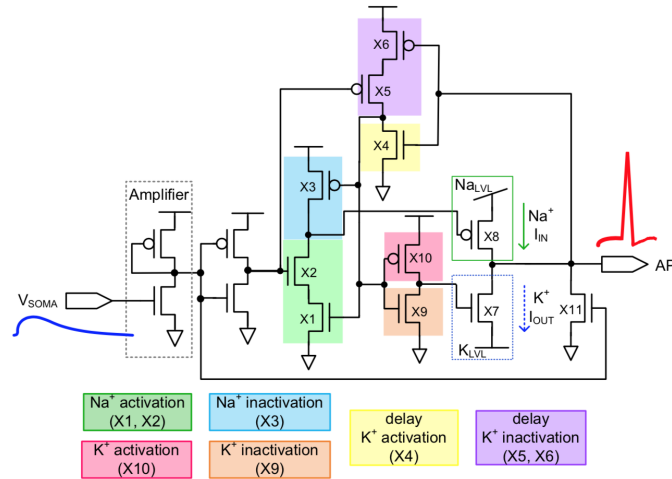 X6
X5
X4
Amplifier
X3
Na⁺LVL
Na⁺
IIN
X8
X10
X2
VSOMA
AP
X9
X7
K⁺
IOUT
X11
X1
KLVL
Na⁺ activation
(X1, X2)
Na⁺ inactivation
(X3)
K⁺ activation
(X10)
K⁺ inactivation
(X9)
delay
K⁺ activation
(X4)
delay
K⁺ inactivation
(X5, X6)